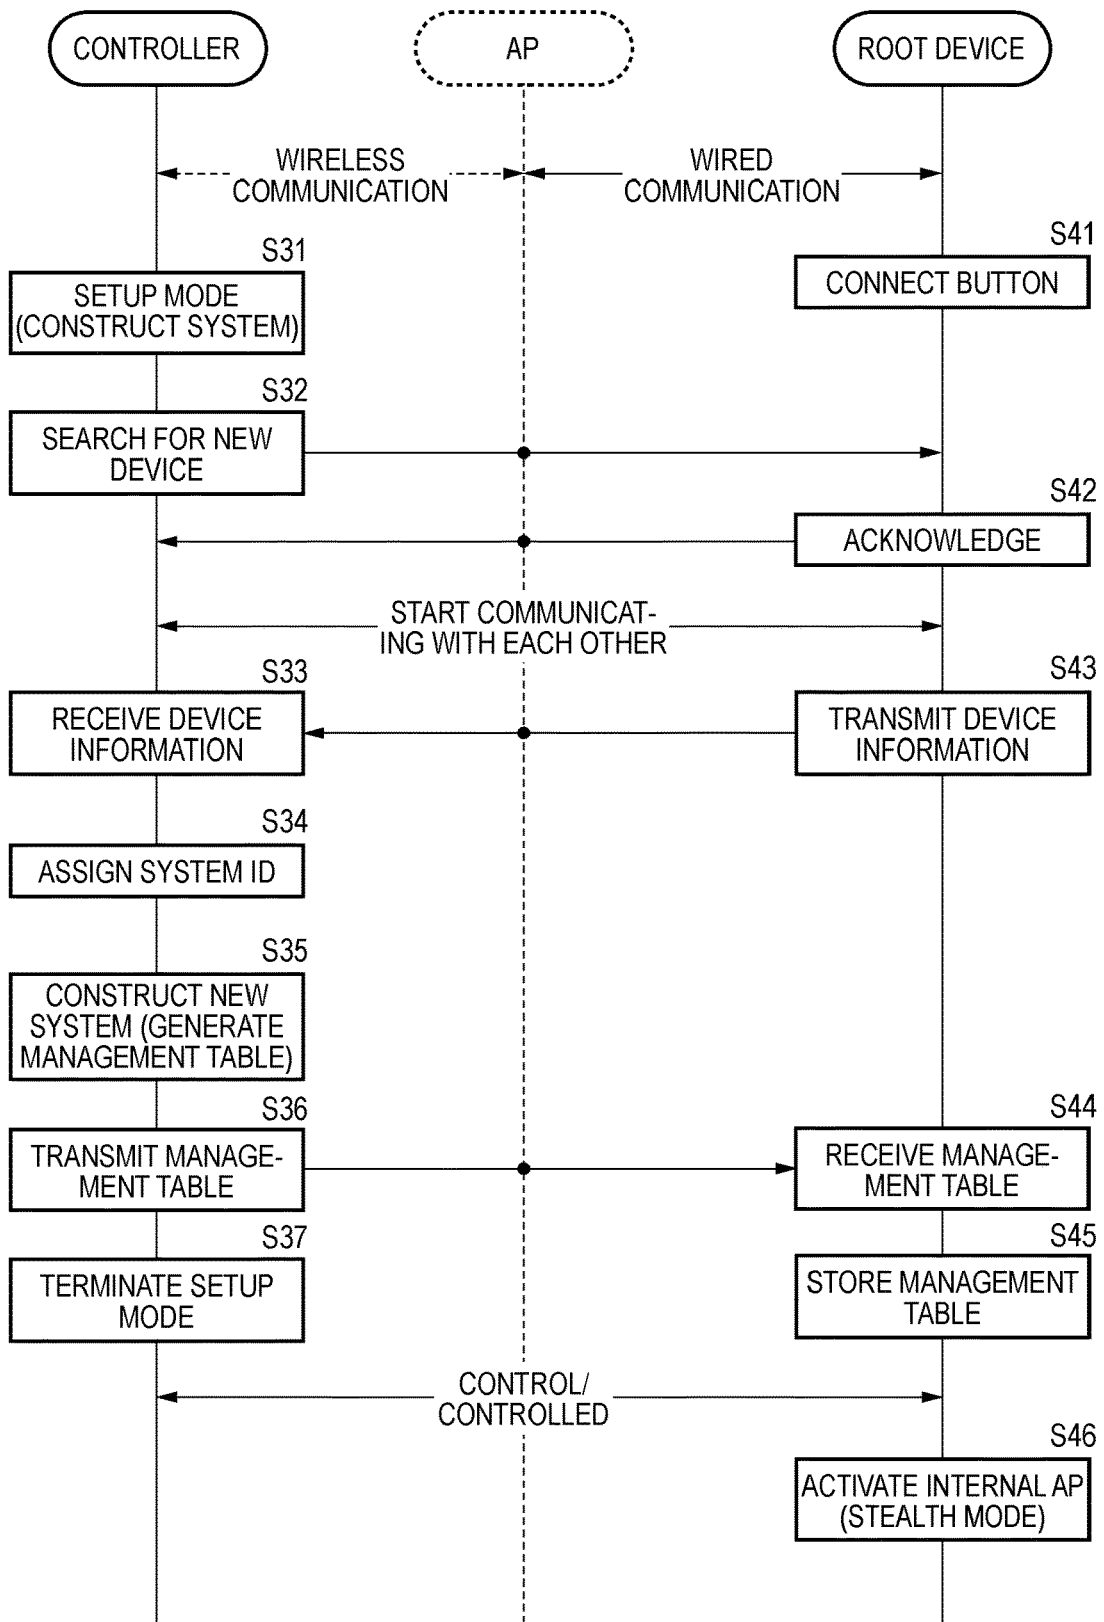 CONTROLLER
AP
ROOT DEVICE
WIRELESS
COMMUNICATION
WIRED
COMMUNICATION
S31
SETUP MODE
(CONSTRUCT SYSTEM)
S41
CONNECT BUTTON
S32
SEARCH FOR NEW
DEVICE
S42
ACKNOWLEDGE
START COMMUNICAT-
ING WITH EACH OTHER
S33
RECEIVE DEVICE
INFORMATION
S43
TRANSMIT DEVICE
INFORMATION
S34
ASSIGN SYSTEM ID
S35
CONSTRUCT NEW
SYSTEM (GENERATE
MANAGEMENT TABLE)
S36
TRANSMIT MANAGE-
MENT TABLE
S44
RECEIVE MANAGE-
MENT TABLE
S37
TERMINATE SETUP
MODE
S45
STORE MANAGEMENT
TABLE
CONTROL/
CONTROLLED
S46
ACTIVATE INTERNAL AP
(STEALTH MODE)